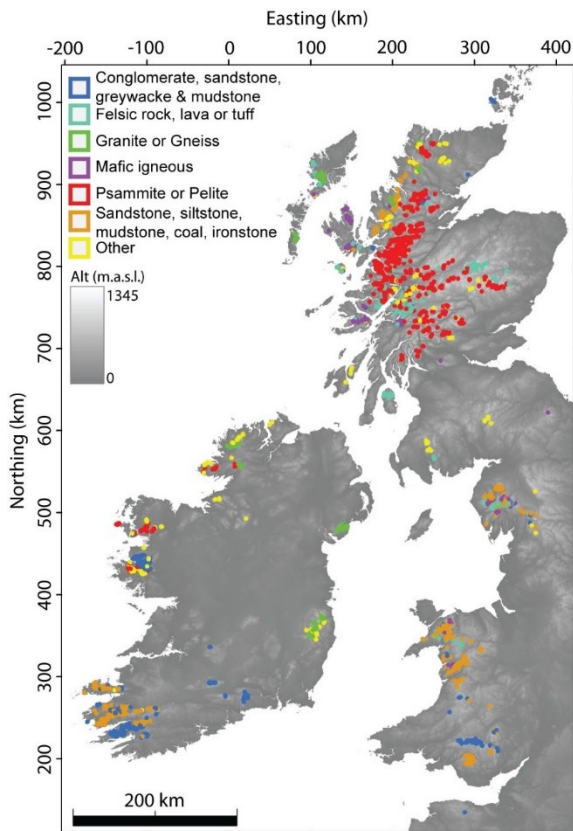 Easting (km)
-200 -100 0 100 200 300 400
Conglomerate, sandstone,
greywacke & mudstone
Felsic rock, lava or tuff
Granite or Gneiss
Mafic igneous
Psammite or Pelite
Sandstone, siltstone,
mudstone, coal, ironstone
Other
Alt (m.a.s.l.)
1345
0
Northing (km)
1000
900
800
700
600
500
400
300
200
200 km